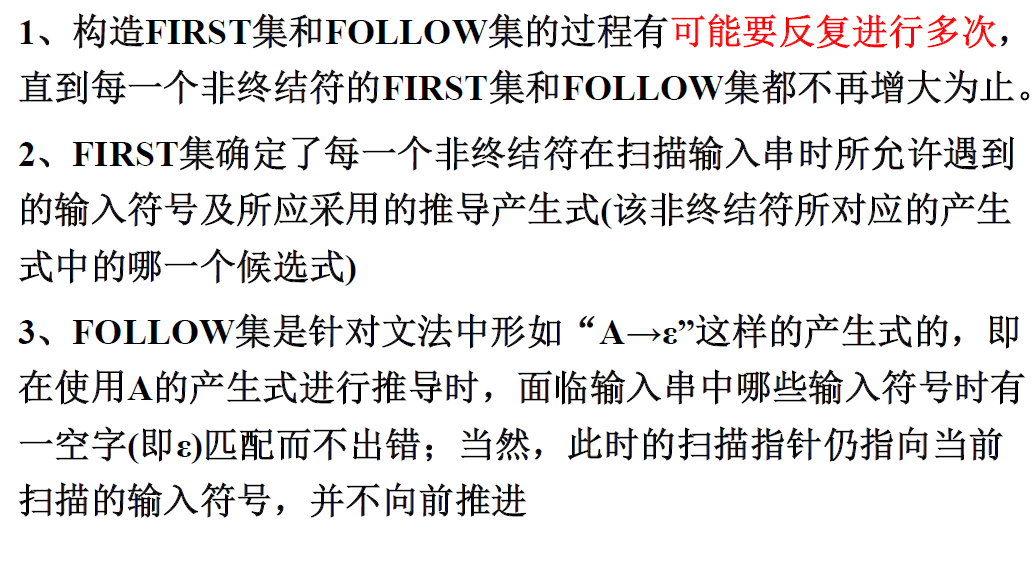 1、构造FIRST集和FOLLOW集的过程有可能要反复进行多次，
直到每一个非终结符的FIRST集和FOLLOW集都不再增大为止。
2、FIRST集确定了每一个非终结符在扫描输入串时所允许遇到
的输入符号及所应采用的推导产生式(该非终结符所对应的产生
式中的哪一个候选式)
3、FOLLOW集是针对文法中形如“A→ε”这样的产生式的，即
在使用A的产生式进行推导时，面临输入串中哪些输入符号时有
一空字(即ε)匹配而不出错；当然，此时的扫描指针仍指向当前
扫描的输入符号，并不向前推进